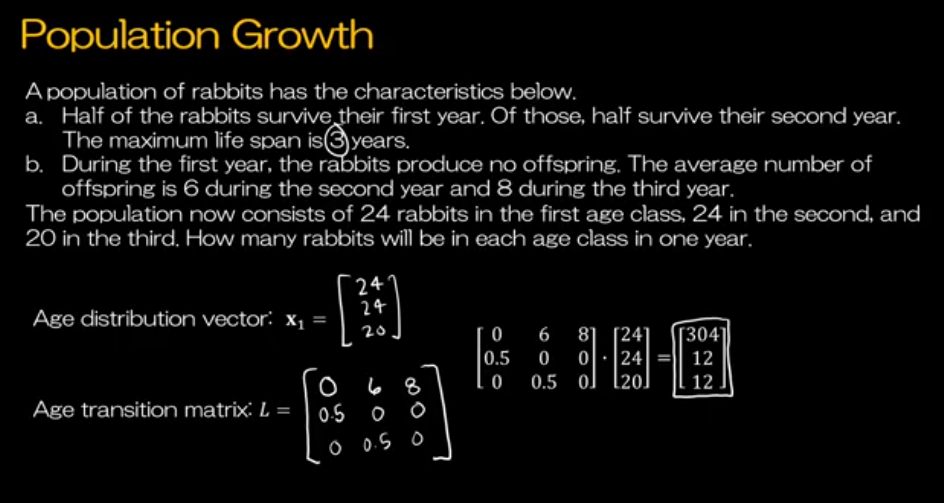 Population Growth
A population of rabbits has the characteristics below.
a. Half of the rabbits survive their first year. Of those, half survive their second year.
The maximum life span is 3 years.
b. During the first year, the rabbits produce no offspring. The average number of
offspring is 6 during the second year and 8 during the third year.
The population now consists of 24 rabbits in the first age class, 24 in the second, and
20 in the third. How many rabbits will be in each age class in one year.
Age distribution vector: x₁ =
[24
24
20]
Age transition matrix: L =
[0 6 8
0.5 0 0
0 0.5 0]
[0 6 8] [24] [304]
[0.5 0 0] · [24] = [12]
[0 0.5 0] [20] [12]